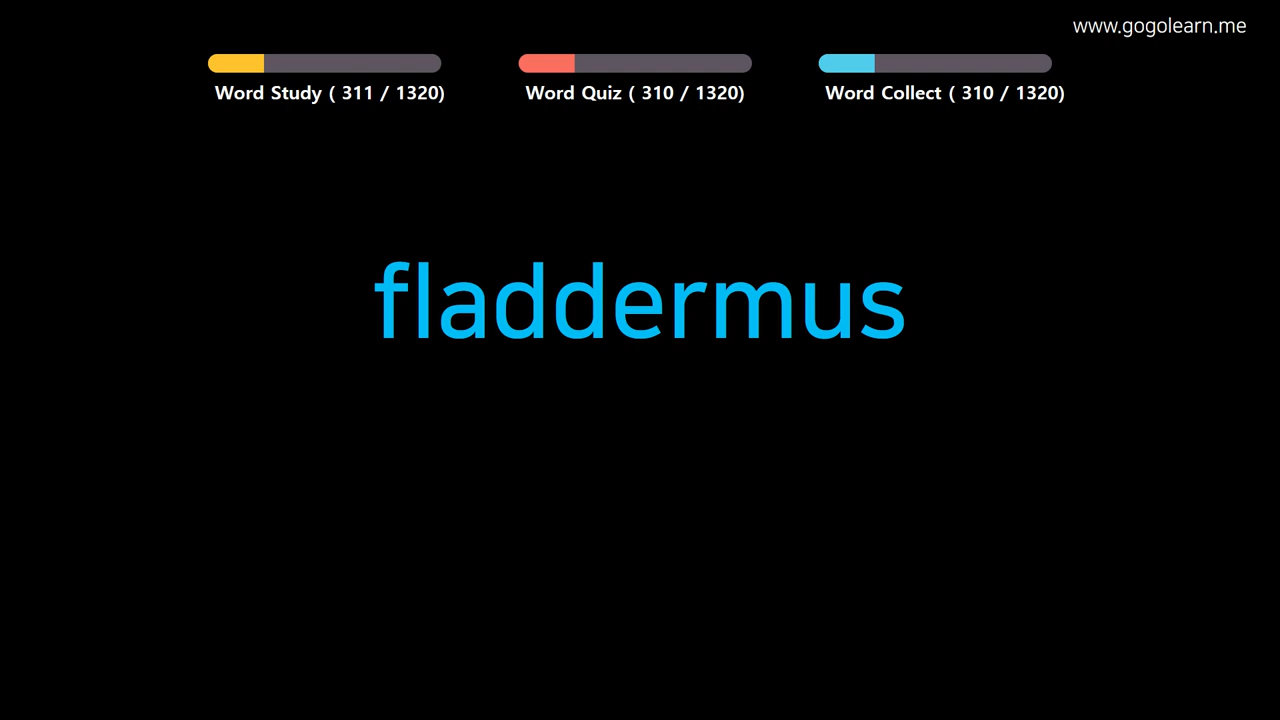 www.gogolearn.me
Word Study ( 311 / 1320)
Word Quiz ( 310 / 1320)
Word Collect ( 310 / 1320)
fladdermus